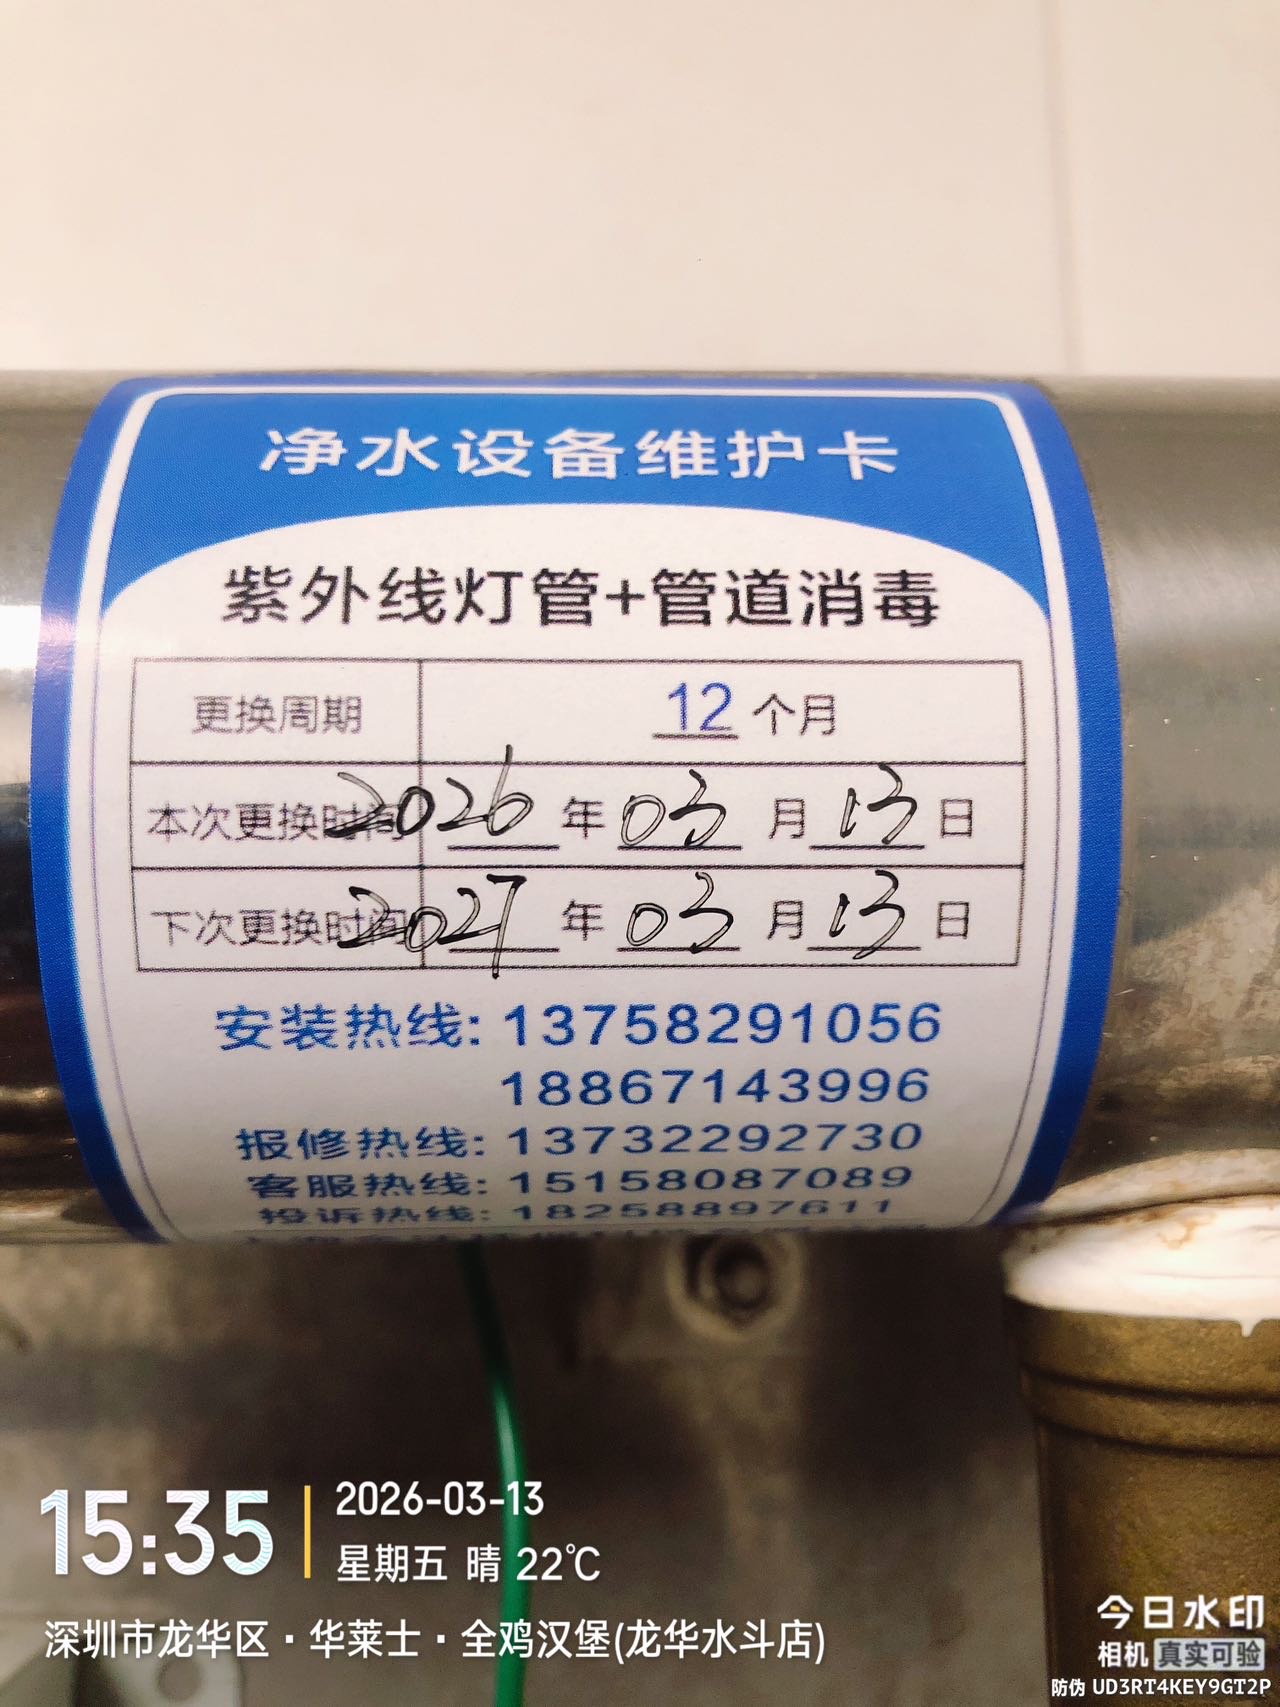 净水设备维护卡
紫外线灯管+管道消毒
更换周期 12 个月
本次更换时间 2026 年 03 月 13 日
下次更换时间 2027 年 03 月 13 日
安装热线: 13758291056
18867143996
报修热线: 13732292730
客服热线: 15158087089
投诉热线: 18258897611
15:35
2026-03-13
星期五 晴 22℃
深圳市龙华区·华莱士·全鸡汉堡(龙华水斗店)
今日水印
相机 真实可验
防伪 UD3RT4KEY9GT2P